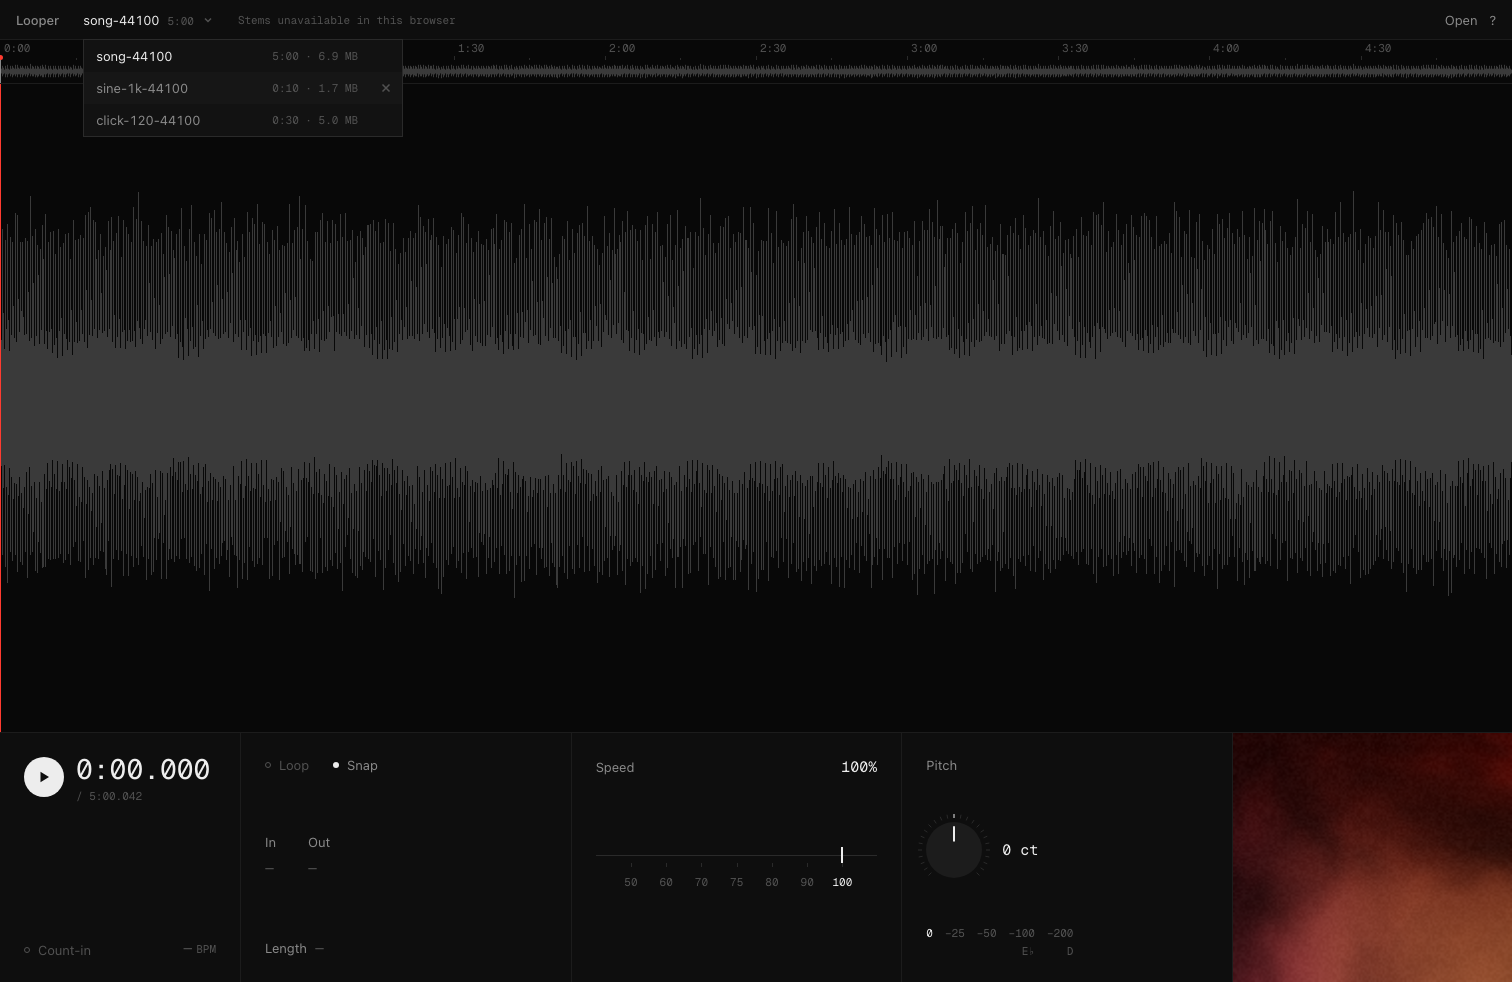 Looper song-44100 5:00 Stems unavailable in this browser Open ?
0:00 1:30 2:00 2:30 3:00 3:30 4:00 4:30
song-44100 5:00 · 6.9 MB
sine-1k-44100 0:10 · 1.7 MB ×
click-120-44100 0:30 · 5.0 MB
0:00.000
/ 5:00.042
Count-in — BPM
Loop Snap
In Out
— —
Length —
Speed 100%
50 60 70 75 80 90 100
Pitch
0 ct
0 −25 −50 −100 −200
E♭ D